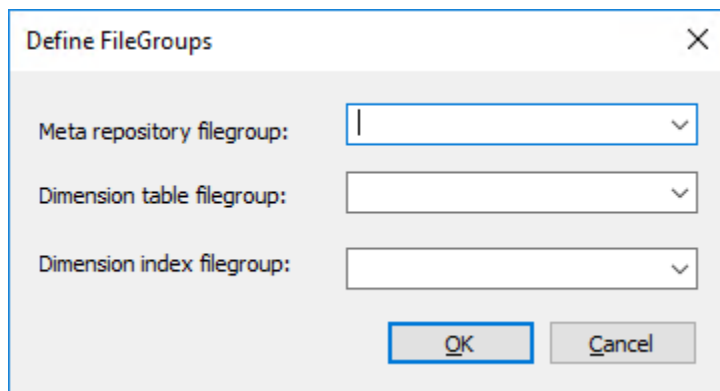 Define FileGroups
Meta repository filegroup:
Dimension table filegroup:
Dimension index filegroup:
OK Cancel